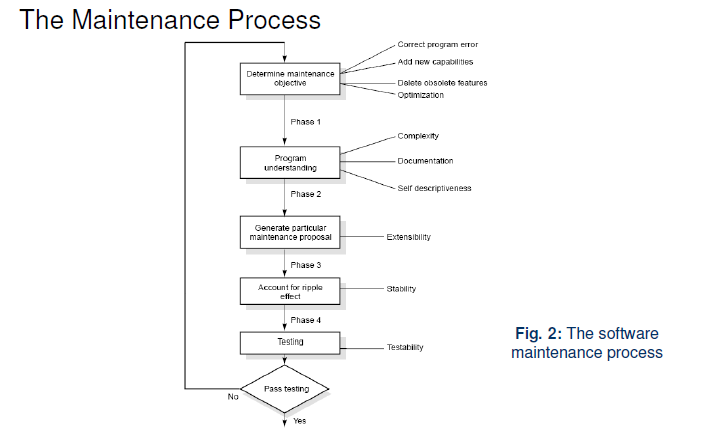 The Maintenance Process
Correct program error
Add new capabilities
Determine maintenance
objective
Delete obsolete features
Optimization
Phase 1
Complexity
Program
understanding
Documentation
Self descriptiveness
Phase 2
Generate particular
maintenance proposal
Extensibility
Phase 3
Account for ripple
effect
Stability
Phase 4
Testing
Testability
Fig. 2: The software
maintenance process
Pass testing
No
Yes